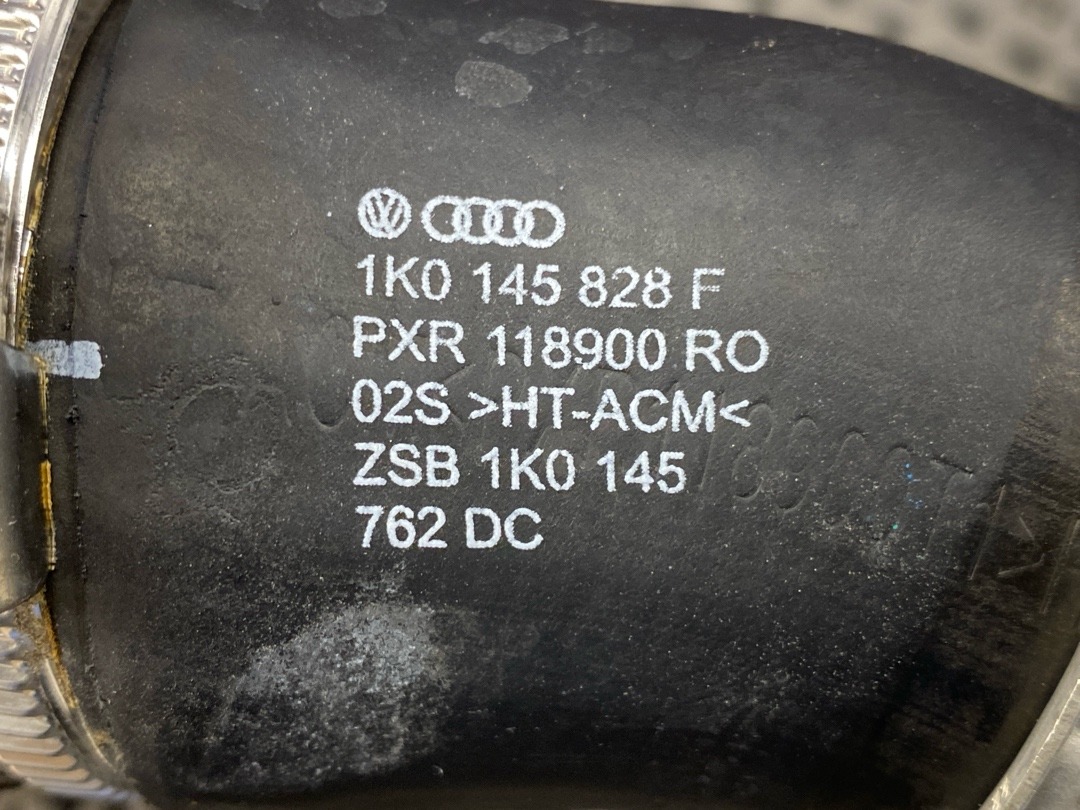 1K0 145 828 F
PXR 118900 RO
02S >HT-ACM<
ZSB 1K0 145
762 DC